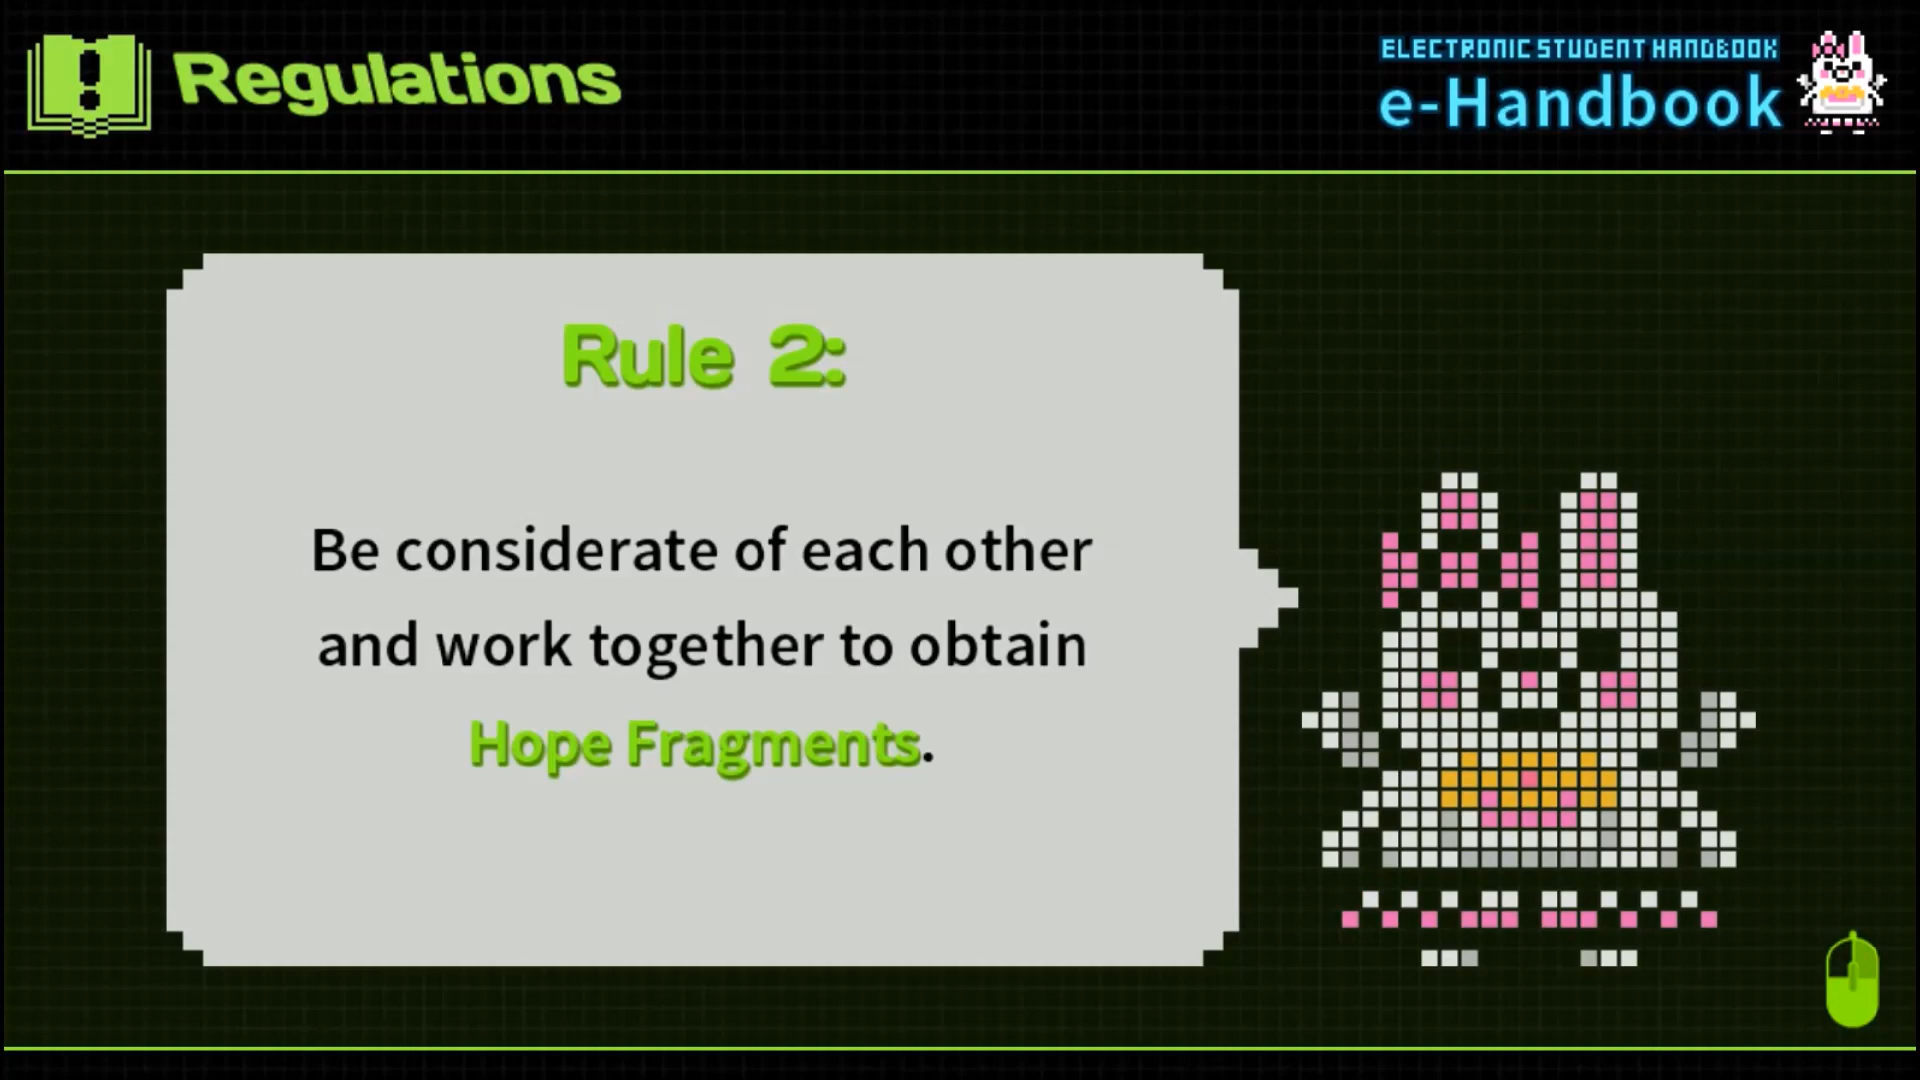 Regulations
ELECTRONIC STUDENT HANDBOOK
e-Handbook
Rule 2:
Be considerate of each other
and work together to obtain
Hope Fragments.